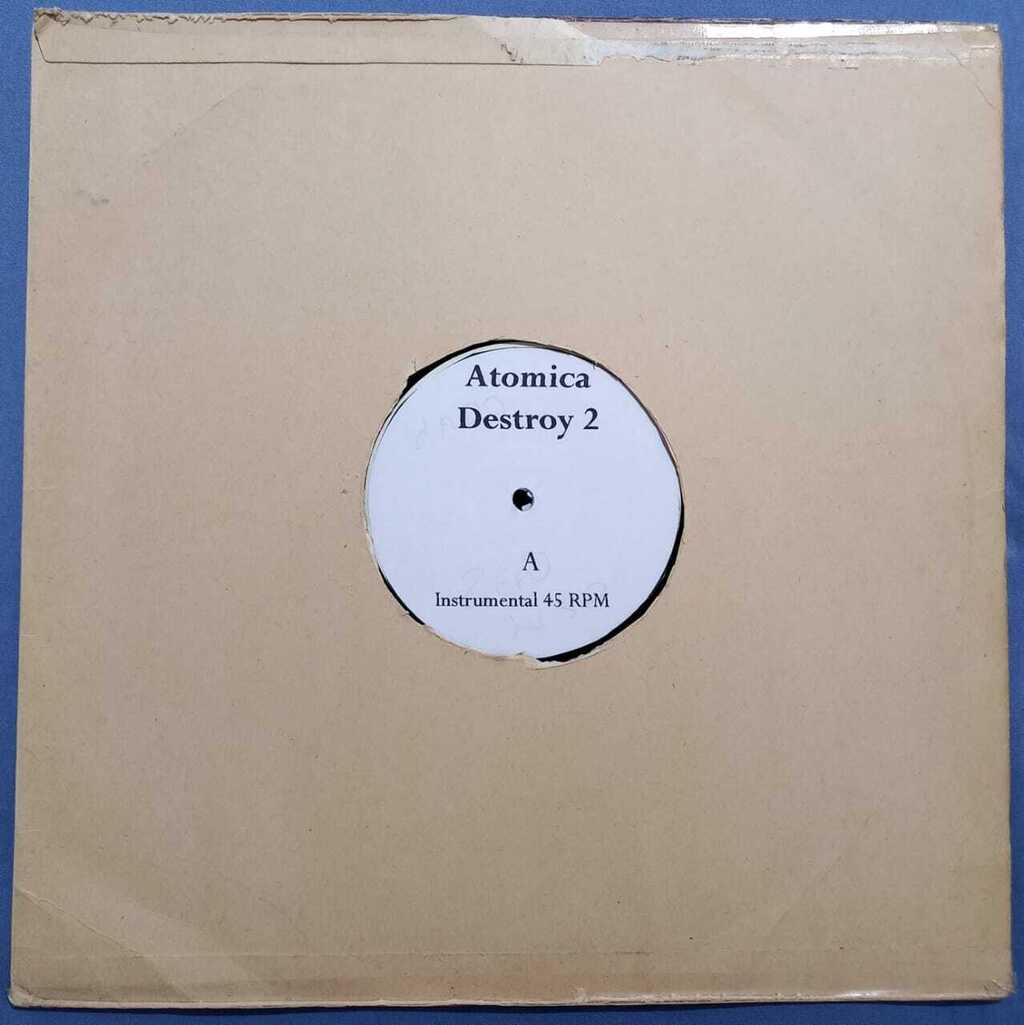 Atomica
Destroy 2
A
Instrumental 45 RPM